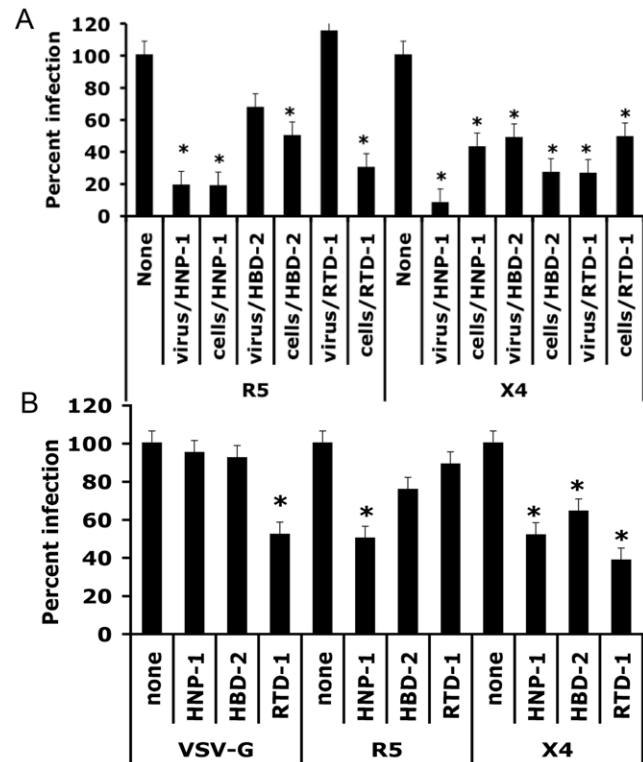 A
Percent infection
120
100
80
60
40
20
0
*
*
*
*
*
*
*
*
*
*
None
virus/HNP-1
cells/HNP-1
virus/HBD-2
cells/HBD-2
virus/RTD-1
cells/RTD-1
None
virus/HNP-1
cells/HNP-1
virus/HBD-2
cells/HBD-2
virus/RTD-1
cells/RTD-1
R5
X4
B
Percent infection
120
100
80
60
40
20
0
*
*
*
*
*
none
HNP-1
HBD-2
RTD-1
none
HNP-1
HBD-2
RTD-1
none
HNP-1
HBD-2
RTD-1
VSV-G
R5
X4